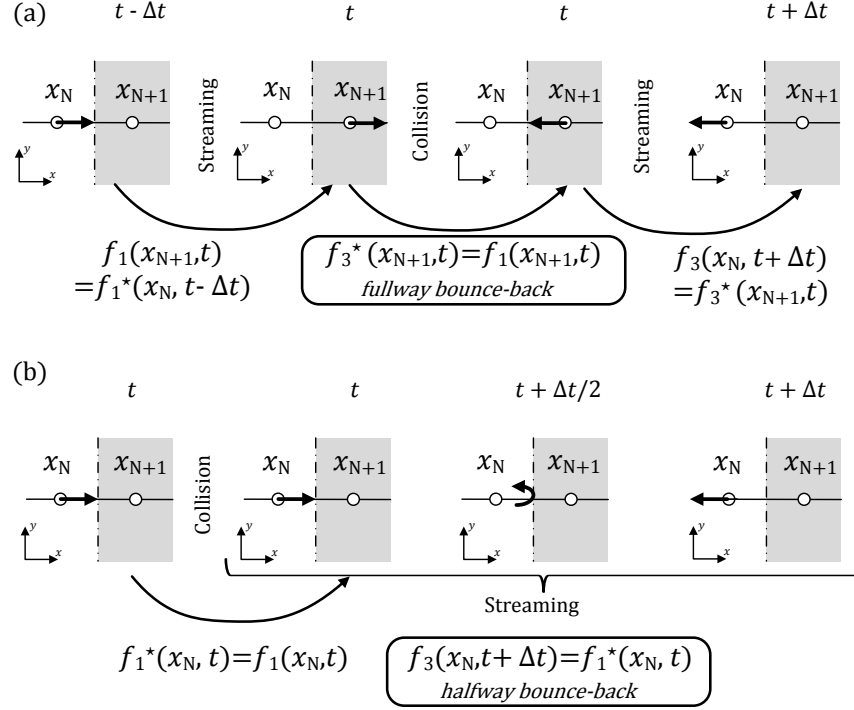 (a)
t - Δt t t t + Δt
x_N x_N+1 Streaming x_N x_N+1 Collision x_N x_N+1 Streaming x_N x_N+1
y x y x y x y x
f_1(x_N+1,t)
=f_1*(x_N, t- Δt)
f_3*(x_N+1,t)=f_1(x_N+1,t)
fullway bounce-back
f_3(x_N, t+ Δt)
=f_3*(x_N+1,t)
(b)
t t t + Δt/2 t + Δt
x_N x_N+1 Collision x_N x_N+1 x_N x_N+1 x_N x_N+1
y x y x y x y x
Streaming
f_1*(x_N, t)=f_1(x_N,t)
f_3(x_N,t+ Δt)=f_1*(x_N, t)
halfway bounce-back